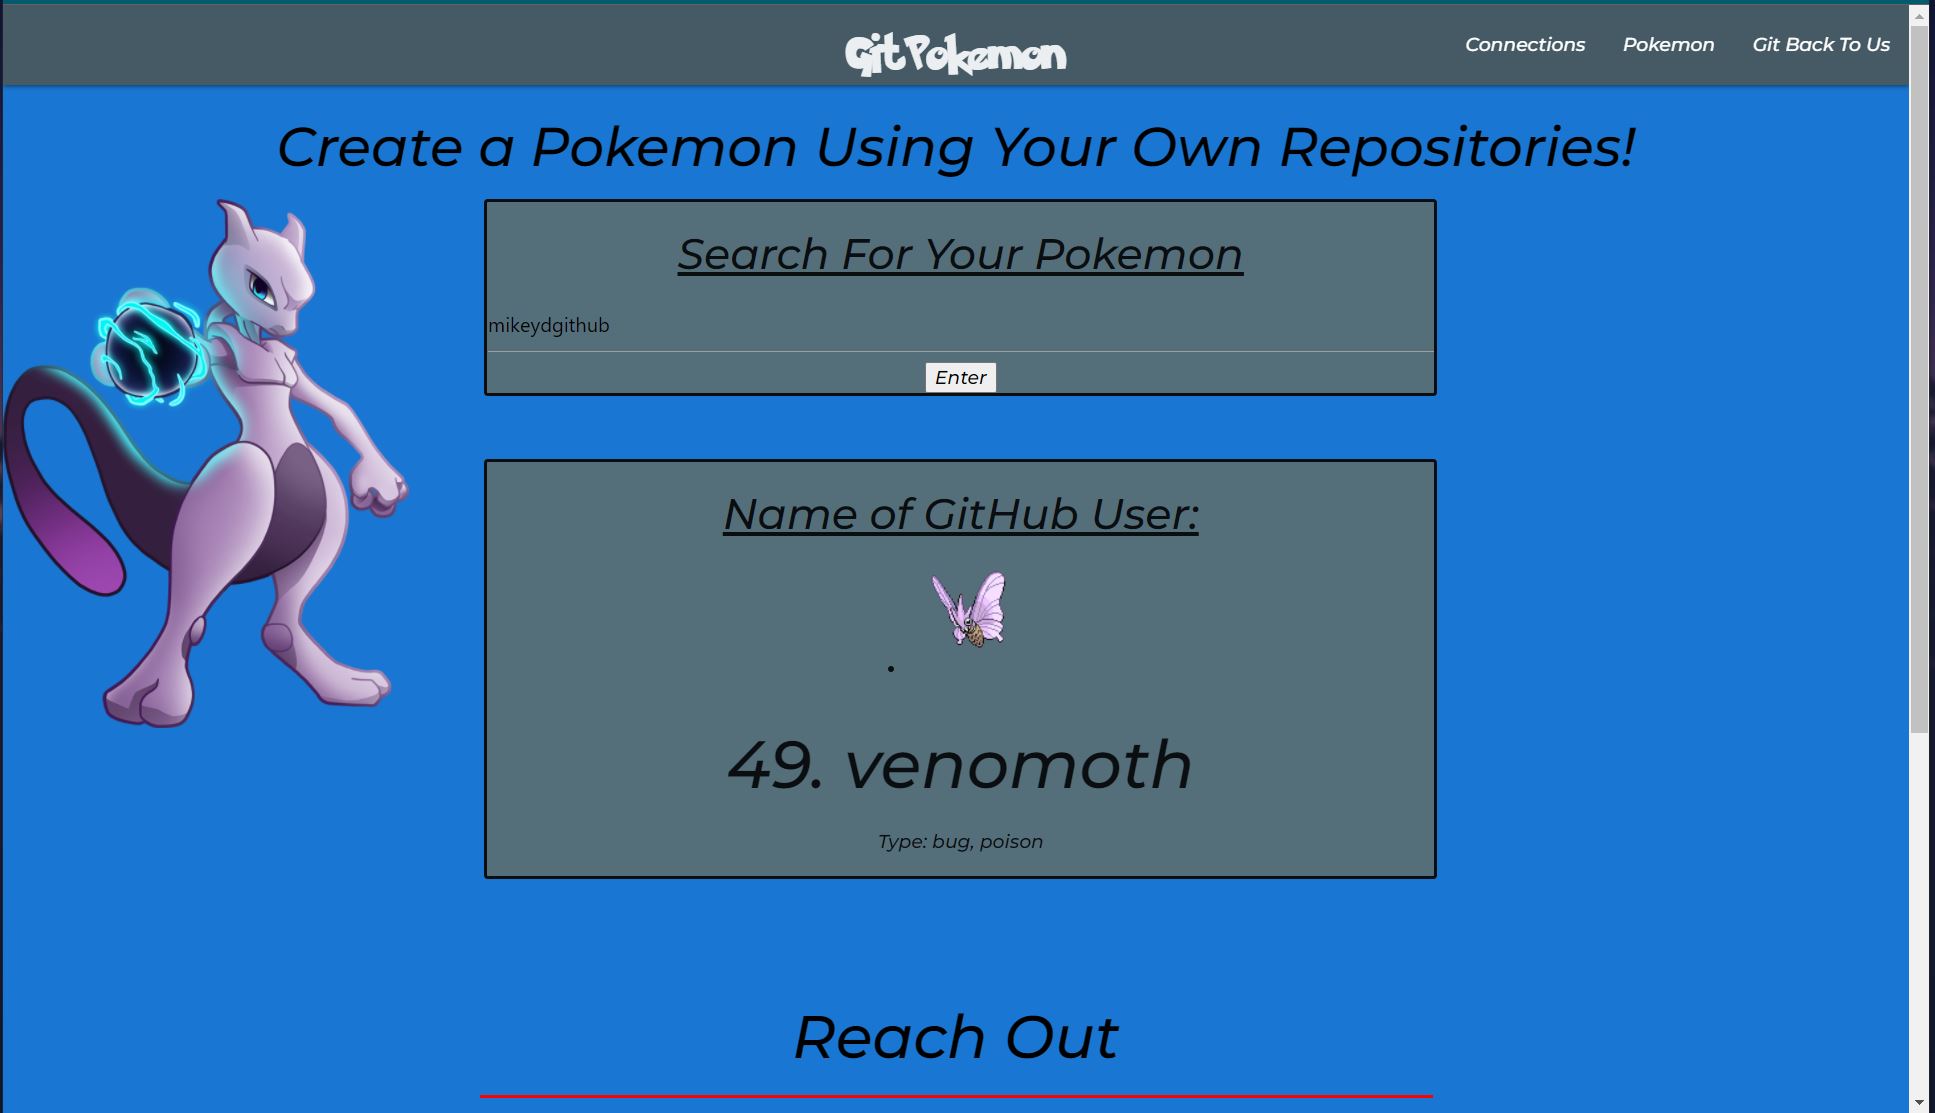 Git Pokemon
Connections Pokemon Git Back To Us
Create a Pokemon Using Your Own Repositories!
Search For Your Pokemon
mikeydgithub
Enter
Name of GitHub User:
49. venomoth
Type: bug, poison
Reach Out